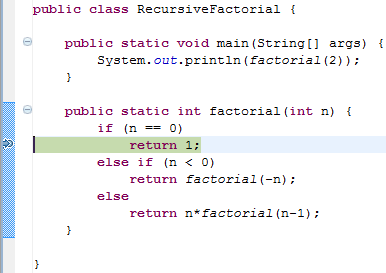 public class RecursiveFactorial {
public static void main(String[] args) {
System.out.println(factorial(2));
}
public static int factorial(int n) {
if (n == 0)
return 1;
else if (n < 0)
return factorial(-n);
else
return n*factorial(n-1);
}
}